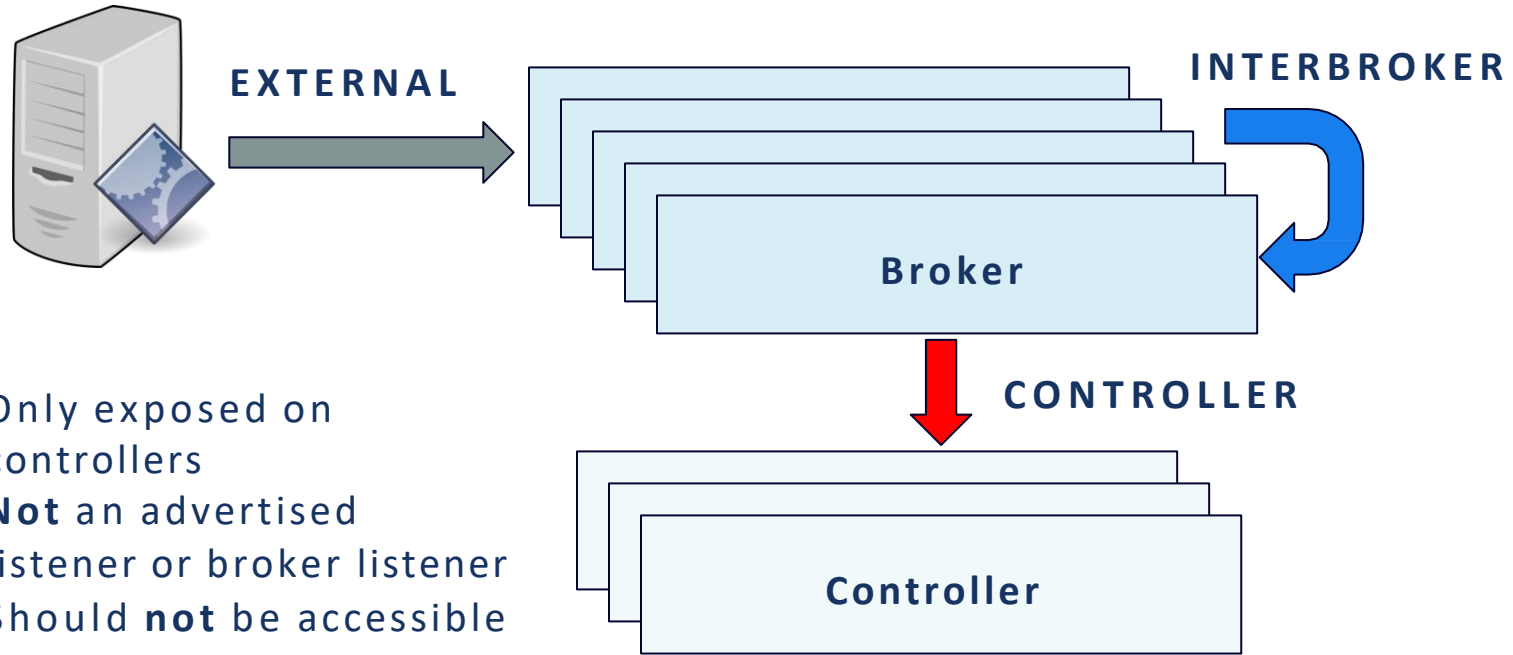 EXTERNAL
INTERBROKER
Broker
CONTROLLER
Only exposed on
controllers
Not an advertised
listener or broker listener
Should not be accessible
Controller